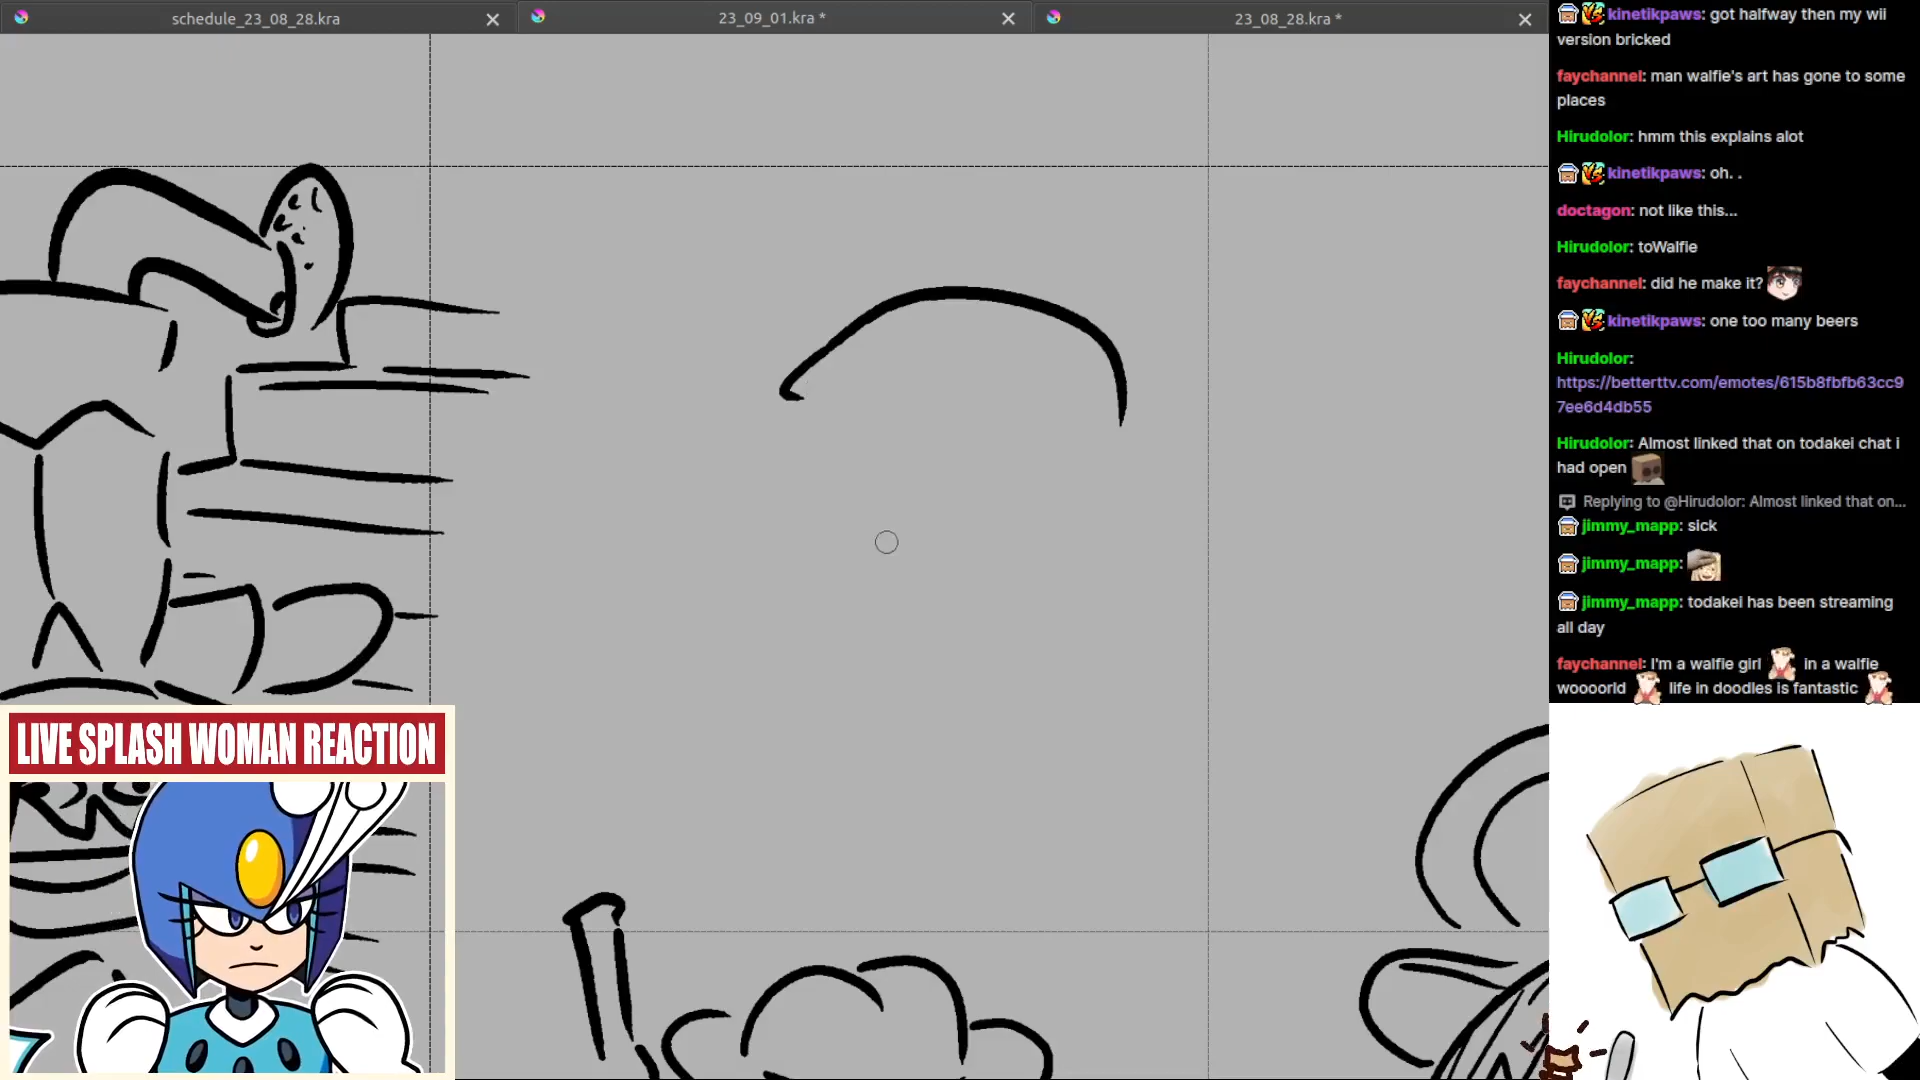 schedule_23_08_28.kra
23_09_01.kra *
23_08_28.kra *
kinetikpaws: got halfway then my wii
version bricked
faychannel: man walfie's art has gone to some
places
Hirudolor: hmm this explains alot
kinetikpaws: oh. .
doctagon: not like this...
Hirudolor: toWalfie
faychannel: did he make it?
kinetikpaws: one too many beers
Hirudolor:
https://betterttv.com/emotes/615b8fbfb63cc9
7ee6d4db55
Hirudolor: Almost linked that on todakei chat i
had open
Replying to @Hirudolor: Almost linked that on...
jimmy_mapp: sick
jimmy_mapp:
jimmy_mapp: todakei has been streaming
all day
faychannel: I'm a walfie girl in a walfie
woooorld life in doodles is fantastic
LIVE SPLASH WOMAN REACTION